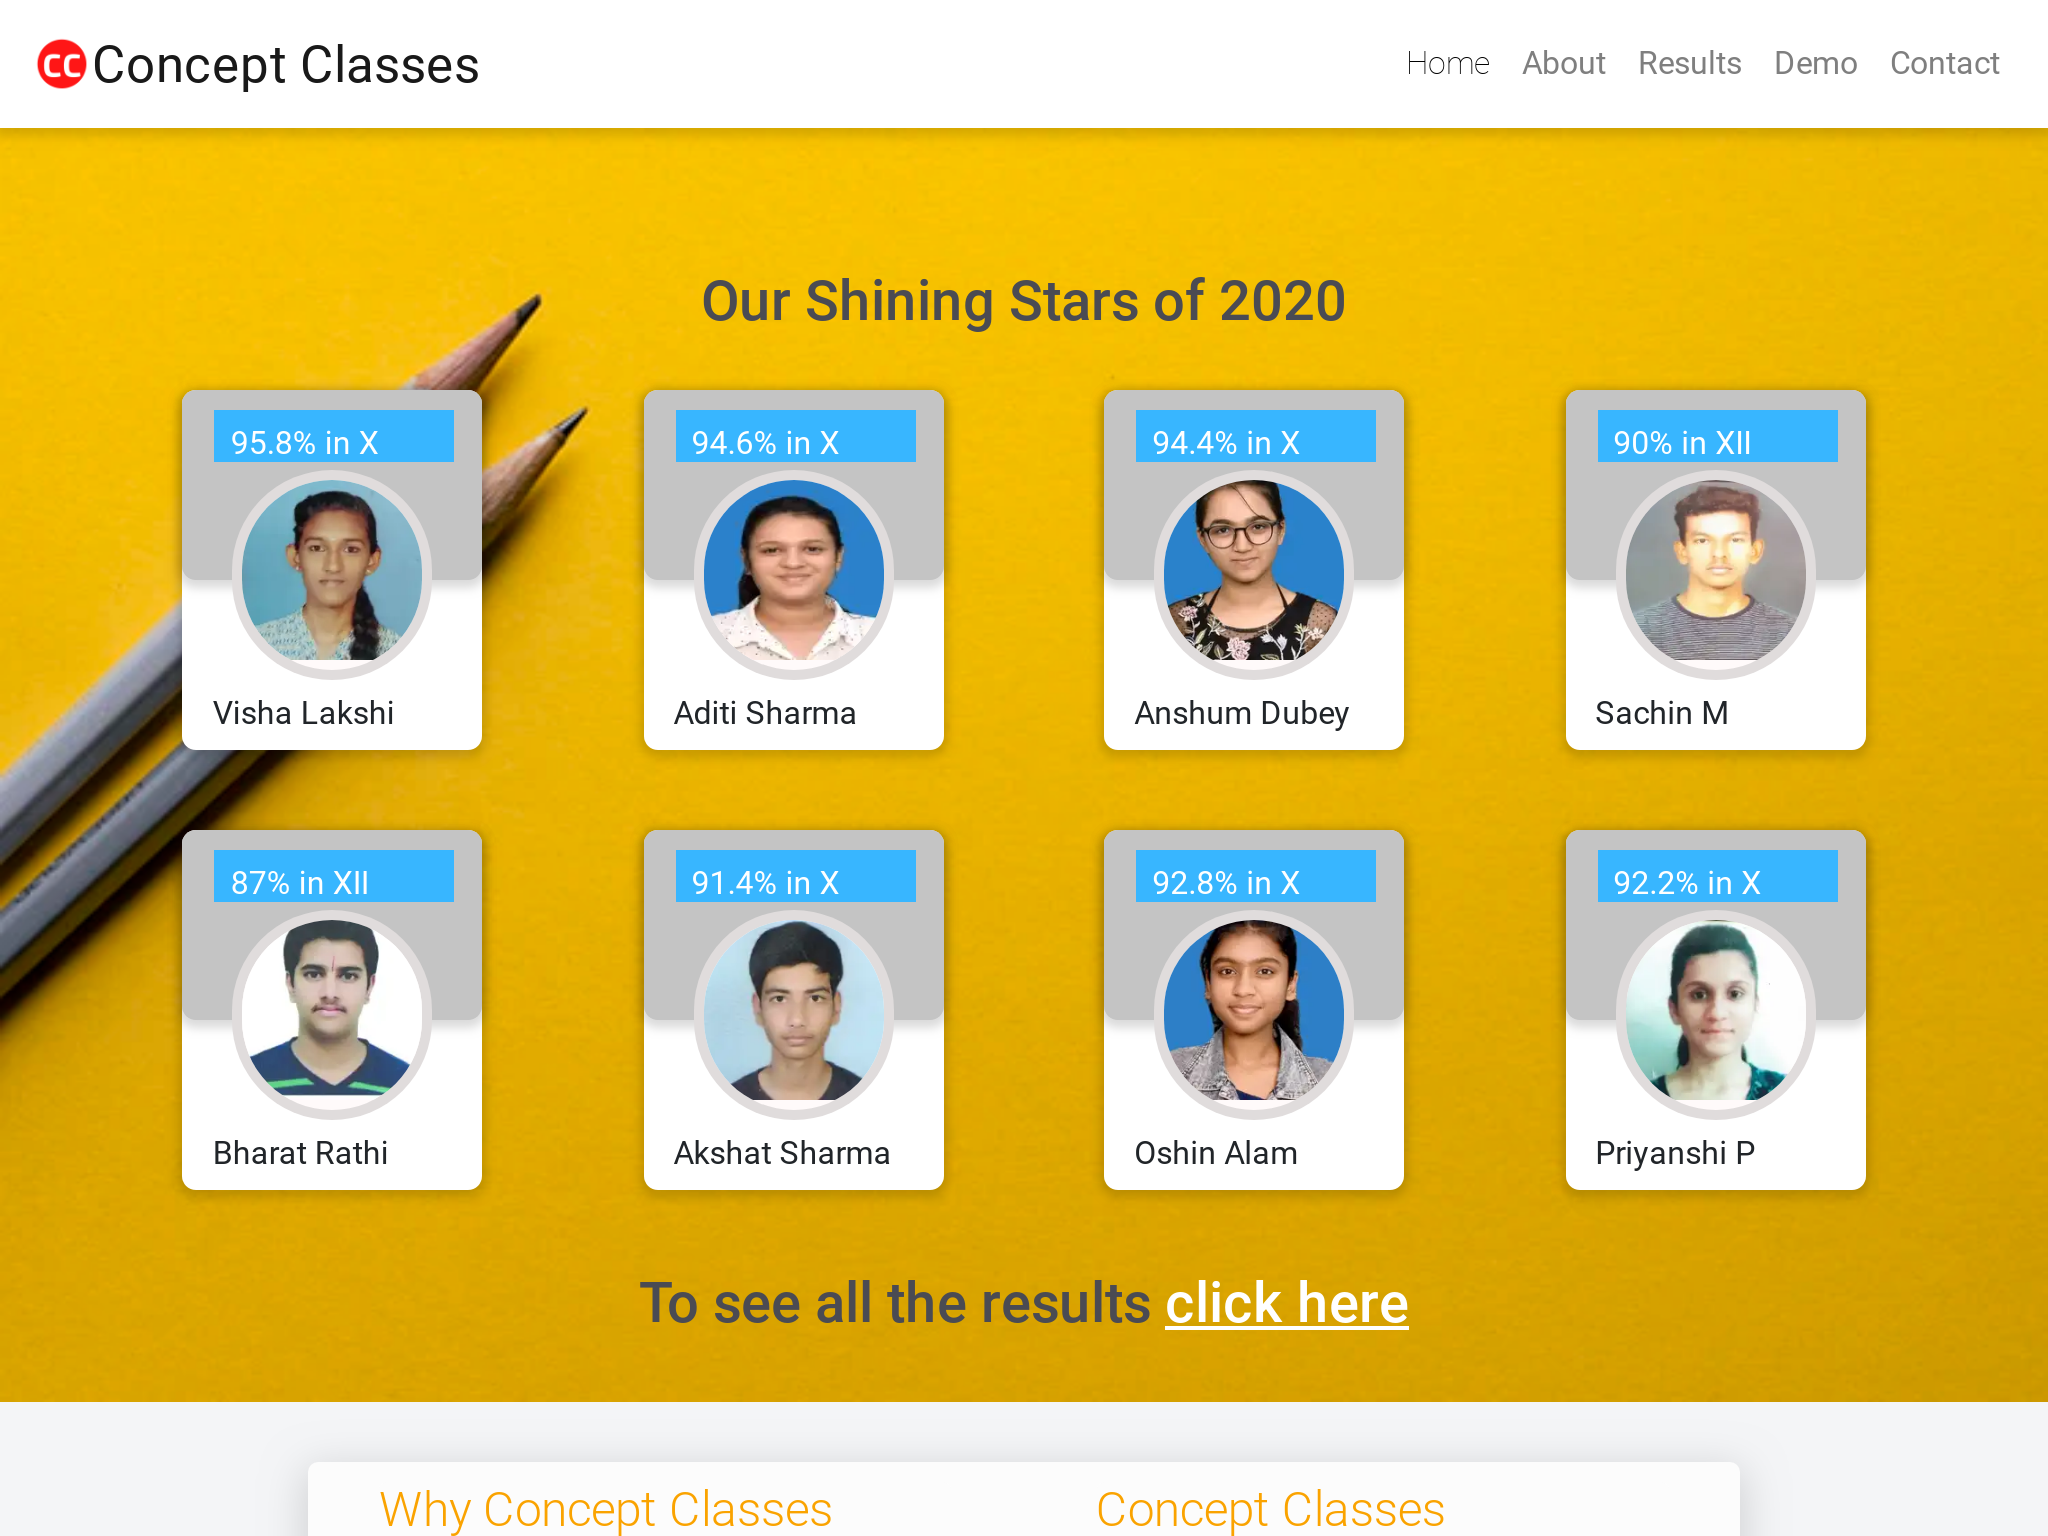 CC Concept Classes
Home About Results Demo Contact
Our Shining Stars of 2020
95.8% in X
Visha Lakshi
94.6% in X
Aditi Sharma
94.4% in X
Anshum Dubey
90% in XII
Sachin M
87% in XII
Bharat Rathi
91.4% in X
Akshat Sharma
92.8% in X
Oshin Alam
92.2% in X
Priyanshi P
To see all the results click here
Why Concept Classes
Concept Classes